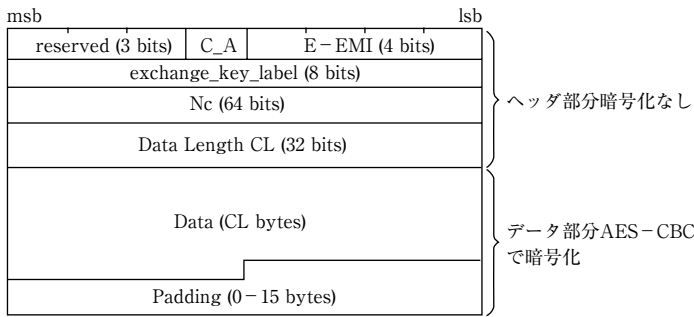 msb lsb
reserved (3 bits) C_A E-EMI (4 bits)
exchange_key_label (8 bits)
Nc (64 bits)
Data Length CL (32 bits)
ヘッダ部分暗号化なし
Data (CL bytes)
データ部分AES-CBC
で暗号化
Padding (0-15 bytes)